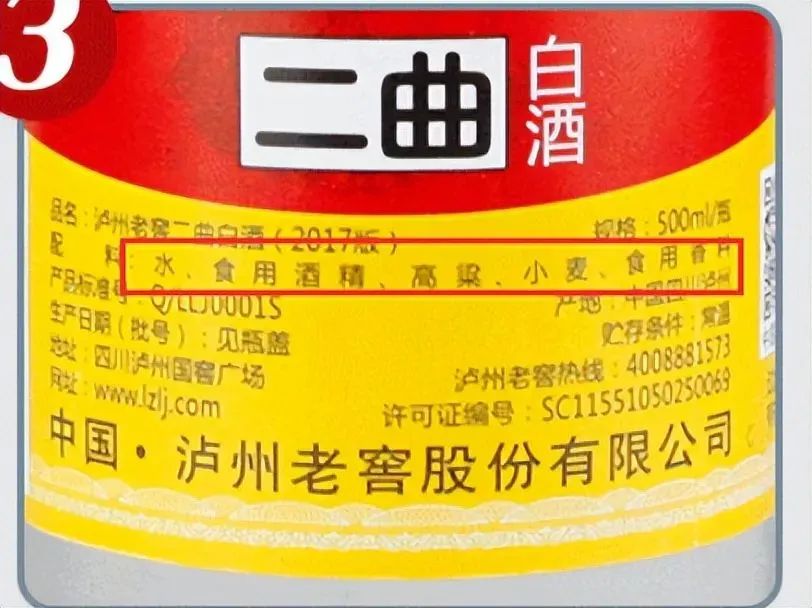 3
二曲
白酒
品名：泸州老窖二曲白酒（2017版）
规格：500ml/瓶
配料：水、食用酒精、高粱、小麦、食用香料
产品标准号：Q/LLJ0001S
产地：中国四川泸州
生产日期（批号）：见瓶盖
贮存条件：常温
地址：四川泸州国窖广场
泸州老窖热线：4008881573
网址：www.lzlj.com
许可证编号：SC11551050250069
中国·泸州老窖股份有限公司